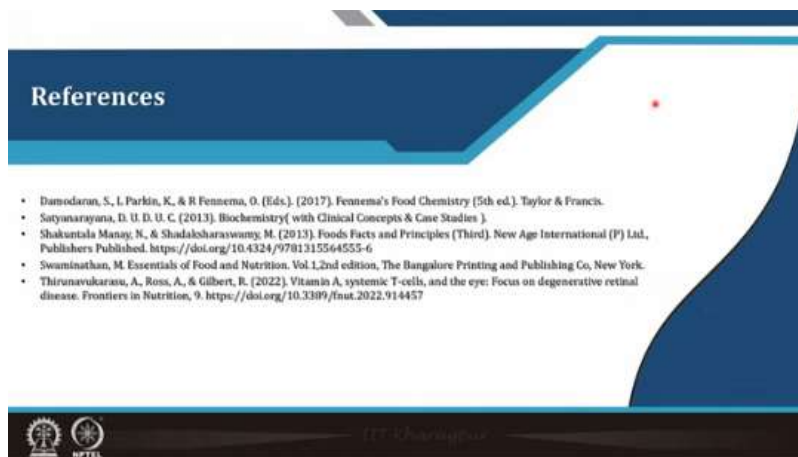 References
• Damodaran, S., L Parkin, K., & R Fennema, O. (Eds.). (2017). Fennema's Food Chemistry (5th ed.). Taylor & Francis.
• Satyanarayana, D. U. D. U. C. (2013). Biochemistry( with Clinical Concepts & Case Studies ).
• Shakuntala Manay, N., & Shadaksharaswamy, M. (2013). Foods Facts and Principles (Third). New Age International (P) Ltd.,
Publishers Published. https://doi.org/10.4324/9781315564555-6
• Swaminathan, M. Essentials of Food and Nutrition. Vol.1,2nd edition, The Bangalore Printing and Publishing Co, New York.
• Thirunavukarasu, A., Ross, A., & Gilbert, R. (2022). Vitamin A, systemic T-cells, and the eye: Focus on degenerative retinal
disease. Frontiers in Nutrition, 9. https://doi.org/10.3389/fnut.2022.914457
IIT Kharagpur
NPTEL